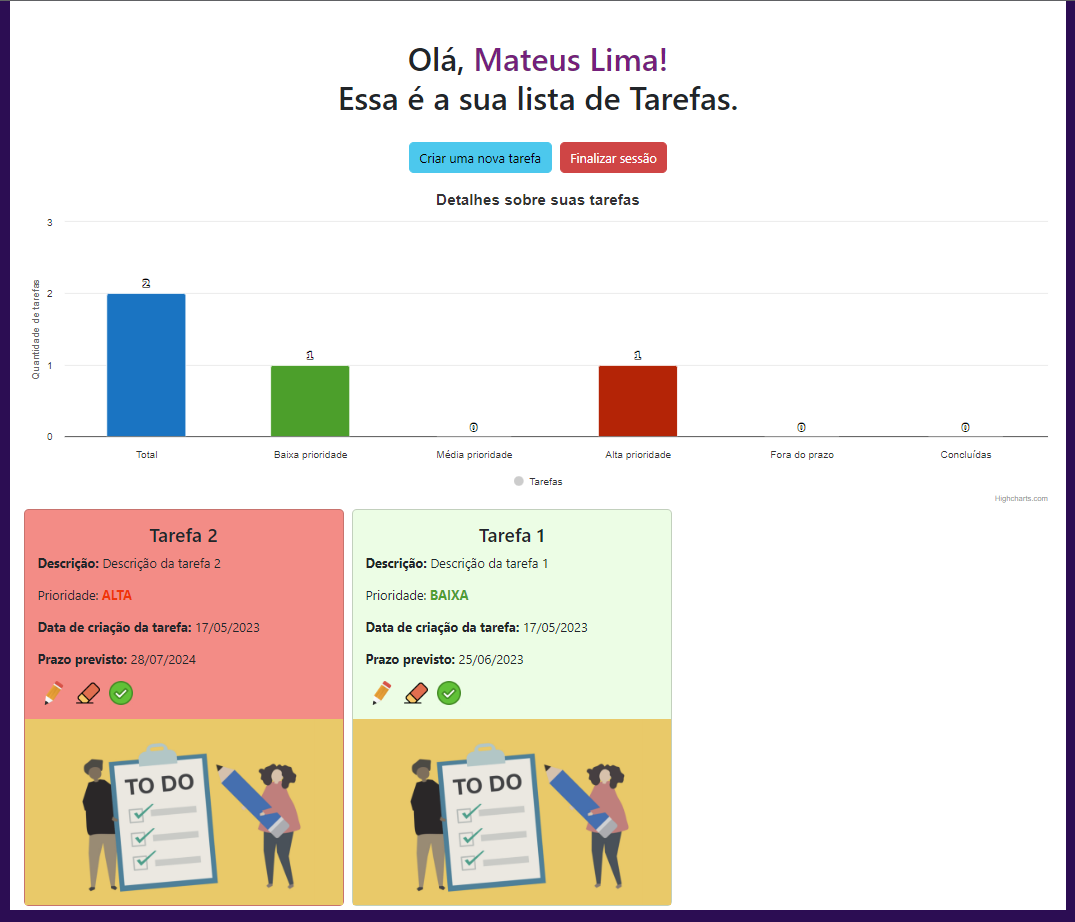 Olá, Mateus Lima!
Essa é a sua lista de Tarefas.
Criar uma nova tarefa
Finalizar sessão
Detalhes sobre suas tarefas
Quantidade de tarefas
3
2
1
0
2
1
0
1
0
0
Total
Baixa prioridade
Média prioridade
Alta prioridade
Fora do prazo
Concluídas
Tarefas
Highcharts.com
Tarefa 2
Descrição: Descrição da tarefa 2
Prioridade: ALTA
Data de criação da tarefa: 17/05/2023
Prazo previsto: 28/07/2024
TO DO
Tarefa 1
Descrição: Descrição da tarefa 1
Prioridade: BAIXA
Data de criação da tarefa: 17/05/2023
Prazo previsto: 25/06/2023
TO DO